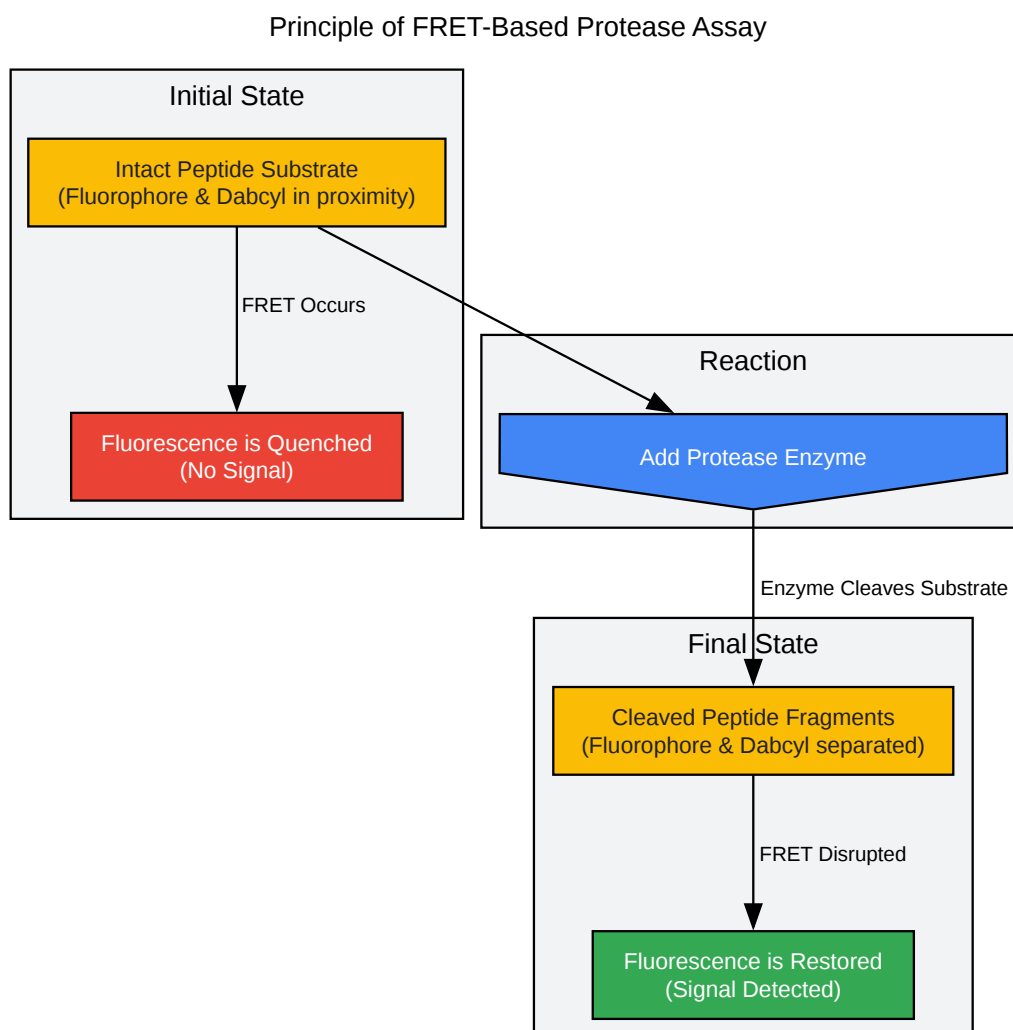 Principle of FRET-Based Protease Assay
Initial State
Intact Peptide Substrate
(Fluorophore & Dabcyl in proximity)
FRET Occurs
Fluorescence is Quenched
(No Signal)
Reaction
Add Protease Enzyme
Enzyme Cleaves Substrate
Final State
Cleaved Peptide Fragments
(Fluorophore & Dabcyl separated)
FRET Disrupted
Fluorescence is Restored
(Signal Detected)